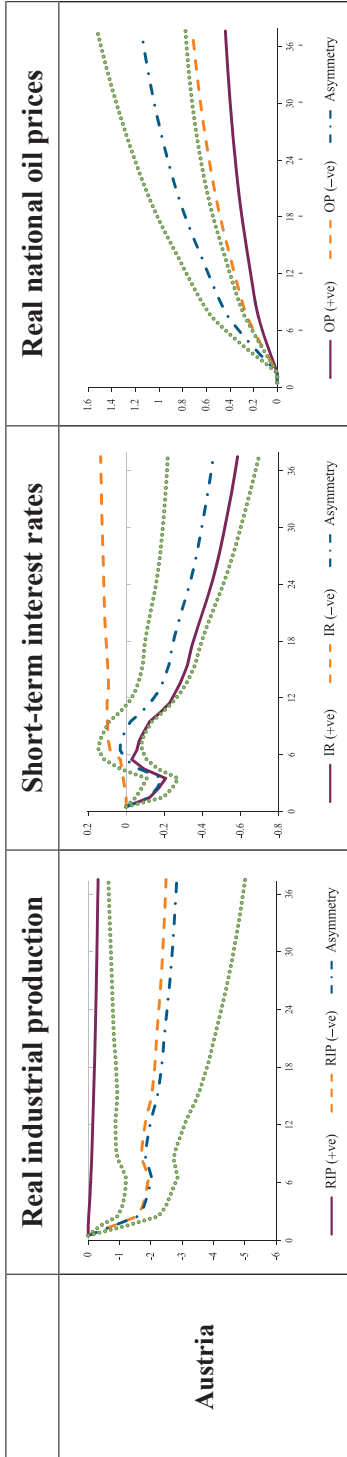 Real industrial production
Short-term interest rates
Real national oil prices
Austria
0
-1
-2
-3
-4
-5
-6
0 6 12 18 24 30 36
RIP (+ve) RIP (–ve) Asymmetry
0.2
0
-0.2
-0.4
-0.6
-0.8
0 6 12 18 24 30 36
IR (+ve) IR (–ve) Asymmetry
1.6
1.4
1.2
1
0.8
0.6
0.4
0.2
0
0 6 12 18 24 30 36
OP (+ve) OP (–ve) Asymmetry